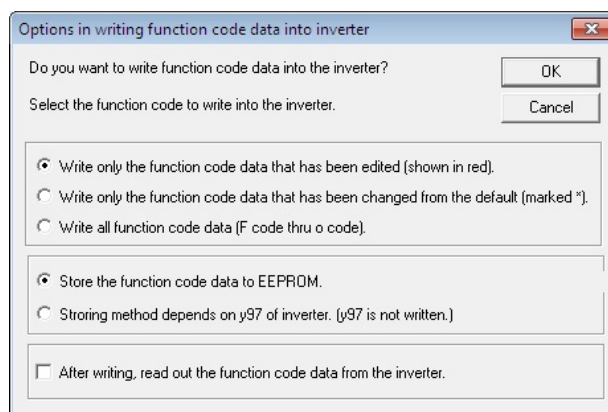 Options in writing function code data into inverter
Do you want to write function code data into the inverter?
OK
Select the function code to write into the inverter.
Cancel
Write only the function code data that has been edited (shown in red).
Write only the function code data that has been changed from the default (marked *).
Write all function code data (F code thru o code).
Store the function code data to EEPROM.
Stroring method depends on y97 of inverter. (y97 is not written.)
After writing, read out the function code data from the inverter.